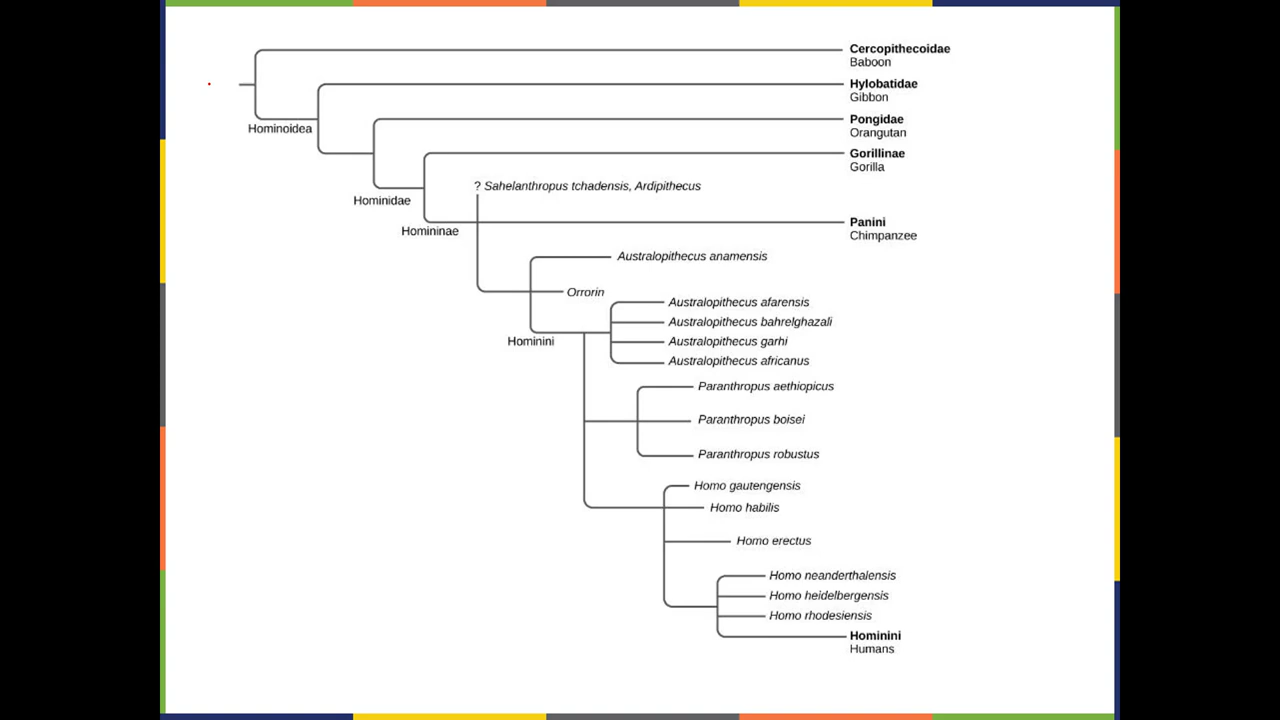 Cercopithecoidae
Baboon
Hylobatidae
Gibbon
Hominoidea
Pongidae
Orangutan
Gorillinae
Gorilla
? Sahelanthropus tchadensis, Ardipithecus
Hominidae
Panini
Chimpanzee
Homininae
Australopithecus anamensis
Orrorin
Australopithecus afarensis
Australopithecus bahrelghazali
Australopithecus garhi
Hominini
Australopithecus africanus
Paranthropus aethiopicus
Paranthropus boisei
Paranthropus robustus
Homo gautengensis
Homo habilis
Homo erectus
Homo neanderthalensis
Homo heidelbergensis
Homo rhodesiensis
Hominini
Humans